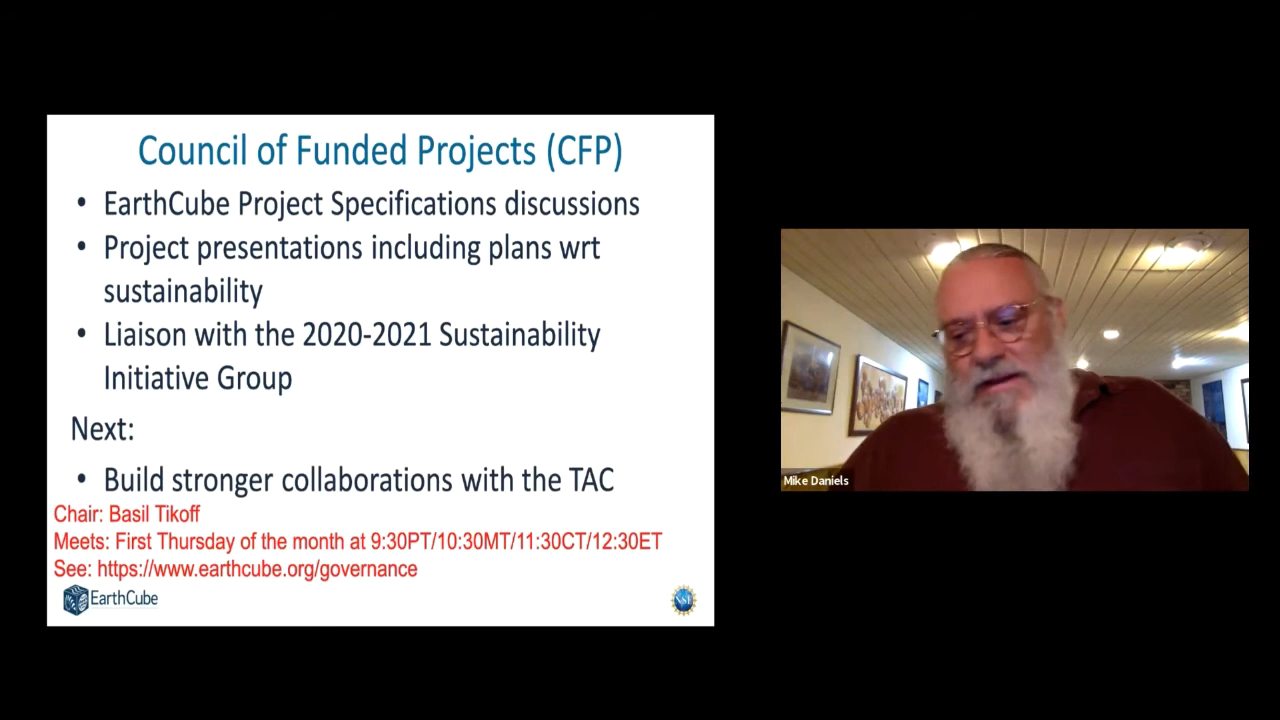 Council of Funded Projects (CFP)
• EarthCube Project Specifications discussions
• Project presentations including plans wrt
sustainability
• Liaison with the 2020-2021 Sustainability
Initiative Group
Next:
• Build stronger collaborations with the TAC
Chair: Basil Tikoff
Meets: First Thursday of the month at 9:30PT/10:30MT/11:30CT/12:30ET
See: https://www.earthcube.org/governance
EarthCube
NSF
Mike Daniels